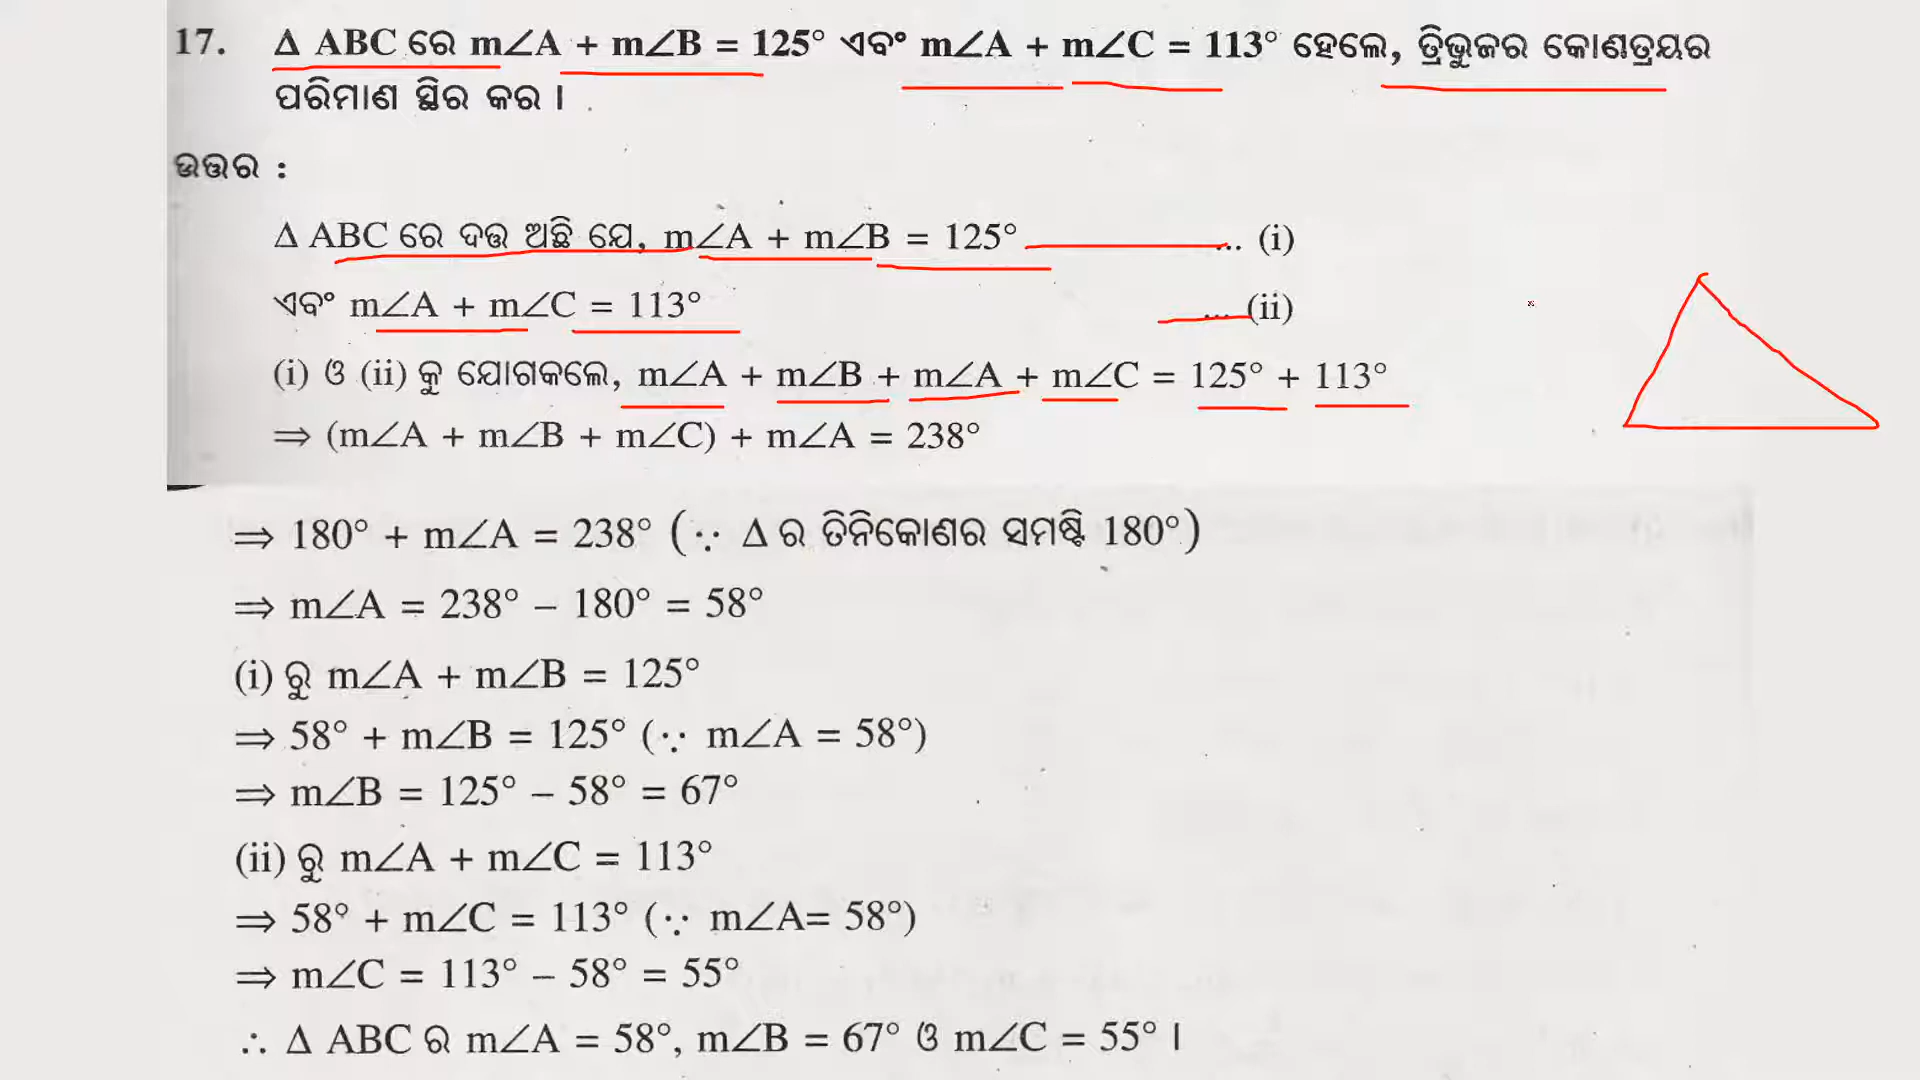 17. Δ ABC ରେ m∠A + m∠B = 125° ଏବଂ m∠A + m∠C = 113° ହେଲେ, ତ୍ରିଭୁଜର କୋଣତ୍ରୟର
ପରିମାଣ ସ୍ଥିର କର ।
ଉତ୍ତର :
Δ ABC ରେ ଦତ୍ତ ଅଛି ଯେ, m∠A + m∠B = 125° ... (i)
ଏବଂ m∠A + m∠C = 113° ... (ii)
(i) ଓ (ii) କୁ ଯୋଗକଲେ, m∠A + m∠B + m∠A + m∠C = 125° + 113°
⇒ (m∠A + m∠B + m∠C) + m∠A = 238°
⇒ 180° + m∠A = 238° (∵ Δ ର ତିନିକୋଣର ସମଷ୍ଟି 180°)
⇒ m∠A = 238° – 180° = 58°
(i) ରୁ m∠A + m∠B = 125°
⇒ 58° + m∠B = 125° (∵ m∠A = 58°)
⇒ m∠B = 125° – 58° = 67°
(ii) ରୁ m∠A + m∠C = 113°
⇒ 58° + m∠C = 113° (∵ m∠A= 58°)
⇒ m∠C = 113° – 58° = 55°
∴ Δ ABC ର m∠A = 58°, m∠B = 67° ଓ m∠C = 55° ।